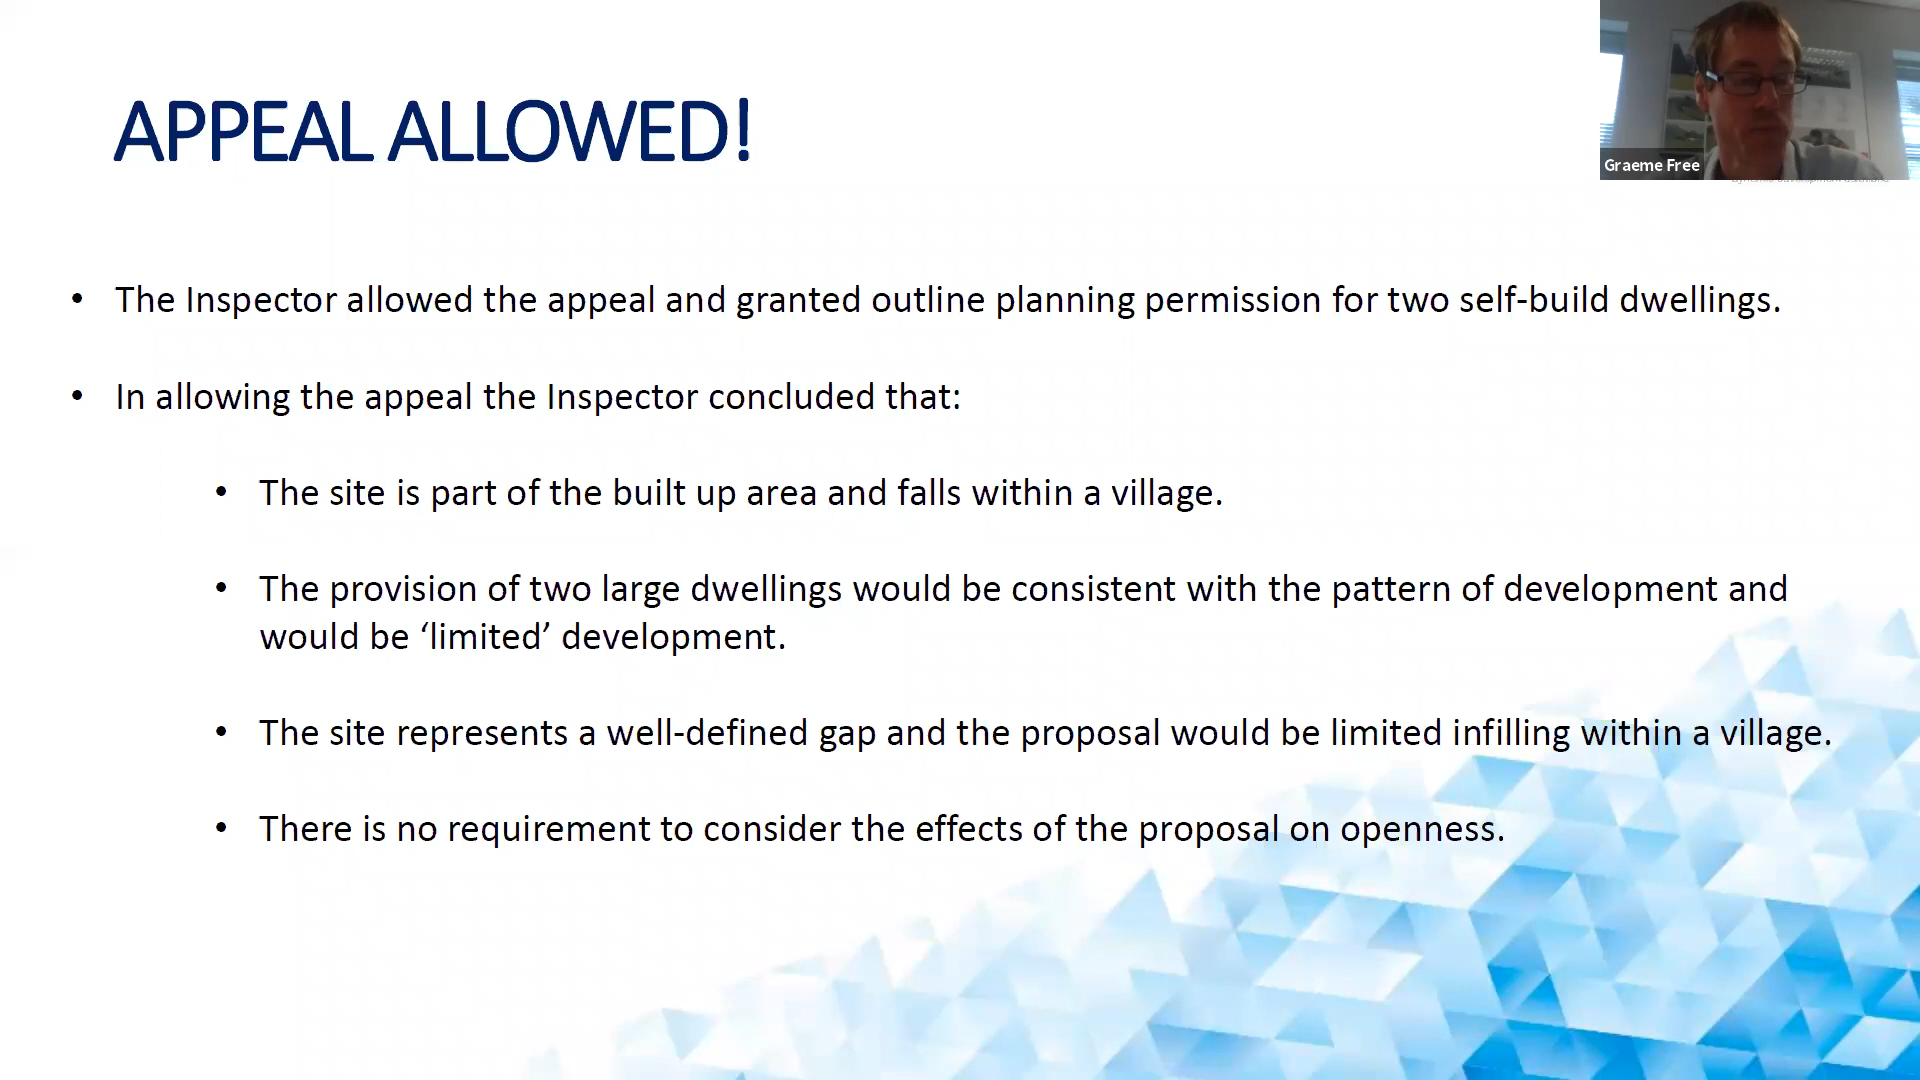 APPEAL ALLOWED!
Graeme Free
• The Inspector allowed the appeal and granted outline planning permission for two self-build dwellings.
• In allowing the appeal the Inspector concluded that:
• The site is part of the built up area and falls within a village.
• The provision of two large dwellings would be consistent with the pattern of development and
would be ‘limited’ development.
• The site represents a well-defined gap and the proposal would be limited infilling within a village.
• There is no requirement to consider the effects of the proposal on openness.